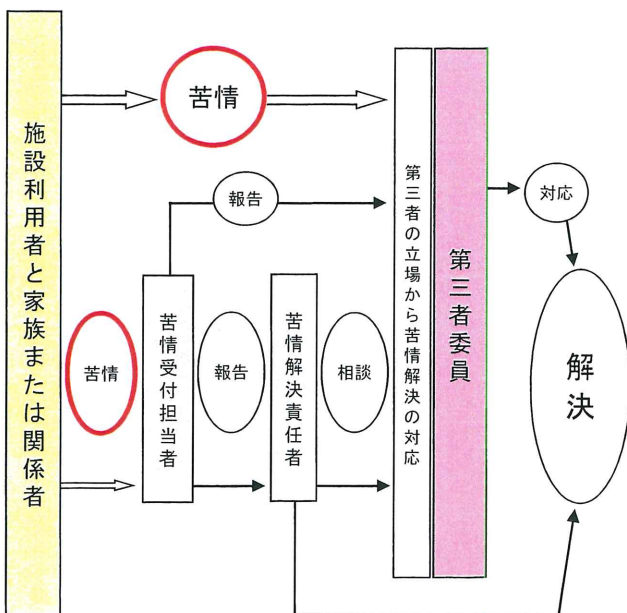 施設利用者と家族または関係者
苦情
報告
苦情
苦情受付担当者
報告
苦情解決責任者
相談
第三者の立場から苦情解決の対応
第三者委員
対応
解決